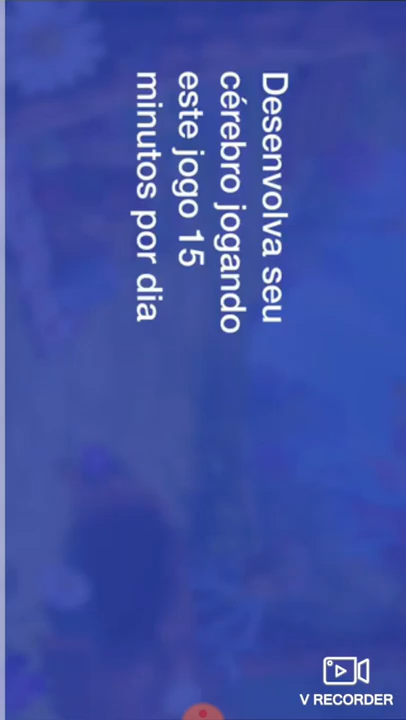 Desenvolva seu
cérebro jogando
este jogo 15
minutos por dia
V RECORDER